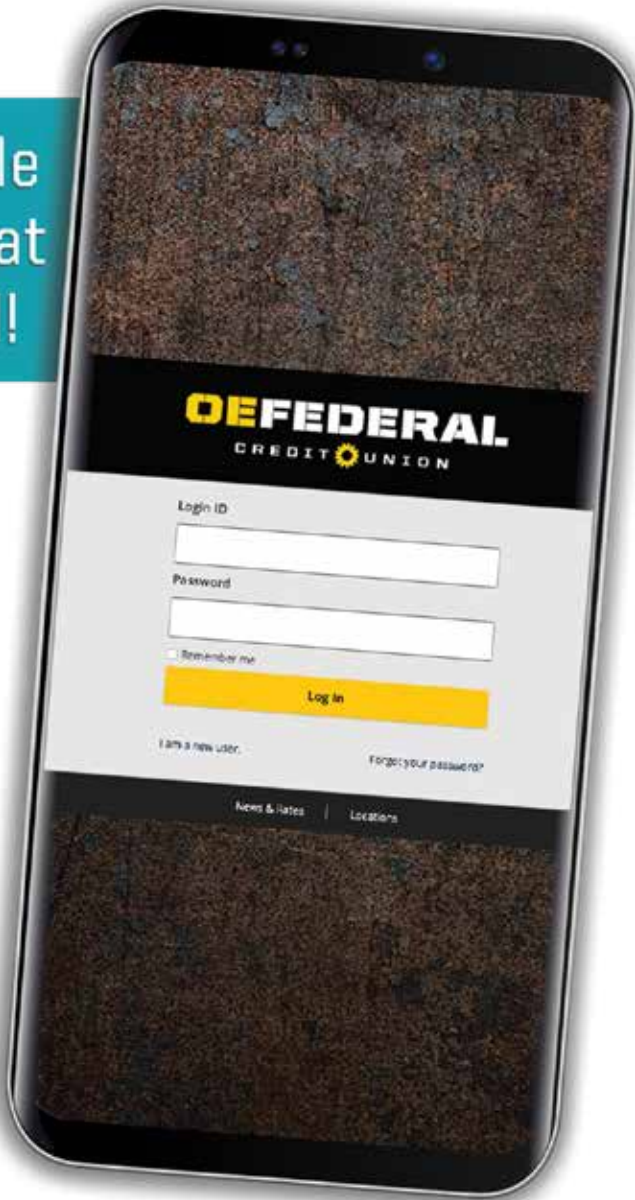 le
at
!
OEFEDERAL
CREDIT UNION
Login ID
Password
Remember me
Log In
I am a new user.
Forgot your password?
News & Rates | Locations